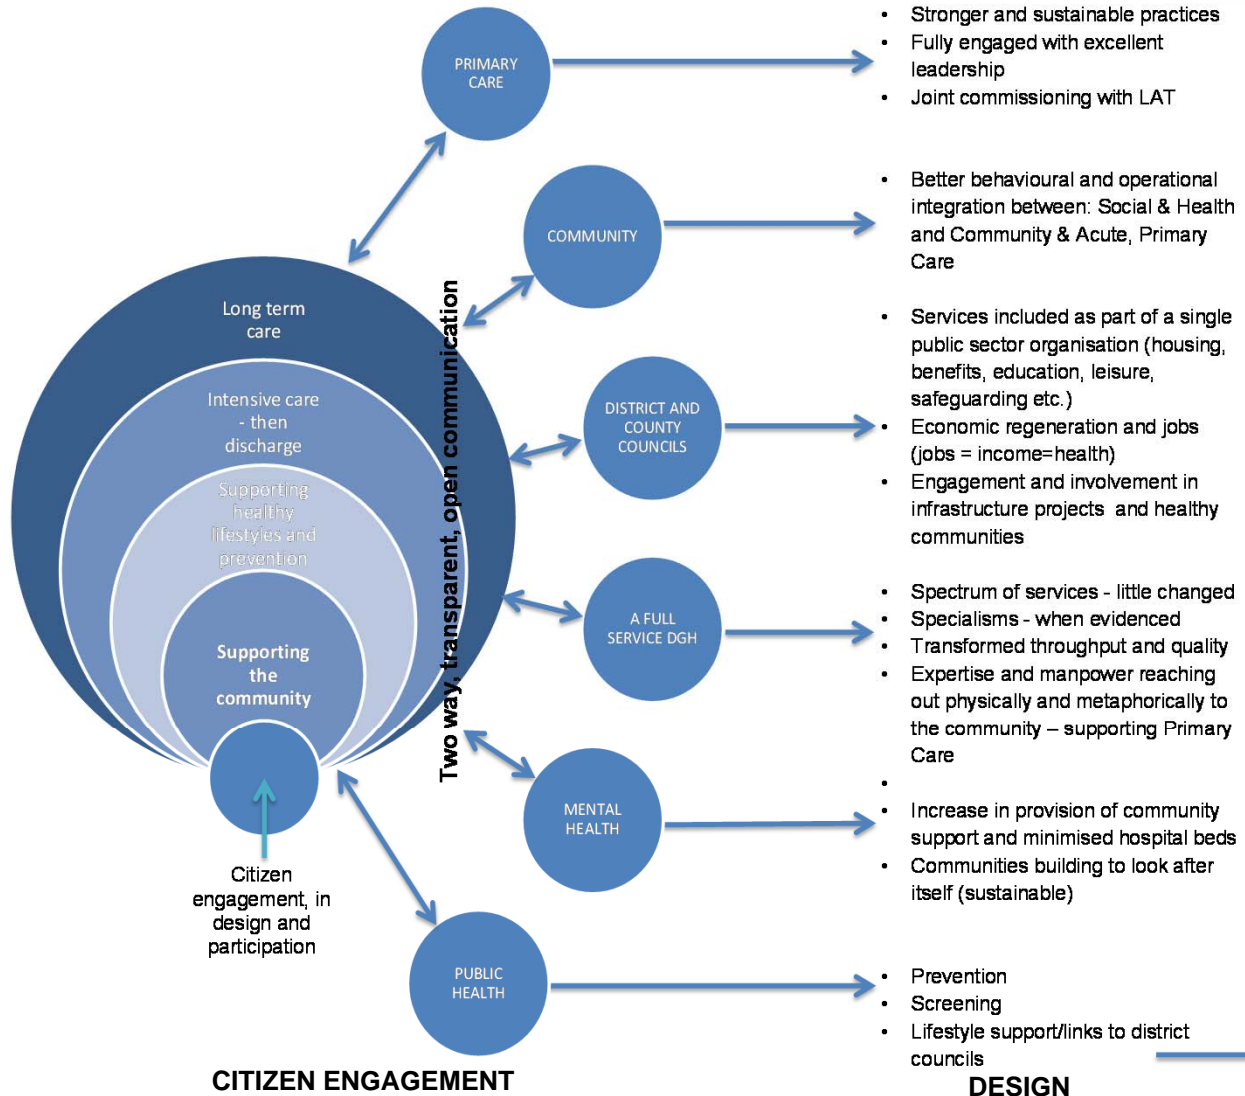 PRIMARY
CARE
• Stronger and sustainable practices
• Fully engaged with excellent
leadership
• Joint commissioning with LAT
COMMUNITY
• Better behavioural and operational
integration between: Social & Health
and Community & Acute, Primary
Care
DISTRICT AND
COUNTY
COUNCILS
• Services included as part of a single
public sector organisation (housing,
benefits, education, leisure,
safeguarding etc.)
• Economic regeneration and jobs
(jobs = income=health)
• Engagement and involvement in
infrastructure projects and healthy
communities
A FULL
SERVICE DGH
• Spectrum of services - little changed
• Specialisms - when evidenced
• Transformed throughput and quality
• Expertise and manpower reaching
out physically and metaphorically to
the community – supporting Primary
Care
•
MENTAL
HEALTH
• Increase in provision of community
support and minimised hospital beds
• Communities building to look after
itself (sustainable)
PUBLIC
HEALTH
• Prevention
• Screening
• Lifestyle support/links to district
councils
Long term
care
Intensive care
- then
discharge
Supporting
healthy
lifestyles and
prevention
Supporting
the
community
Two way, transparent, open communication
Citizen
engagement, in
design and
participation
CITIZEN ENGAGEMENT
DESIGN